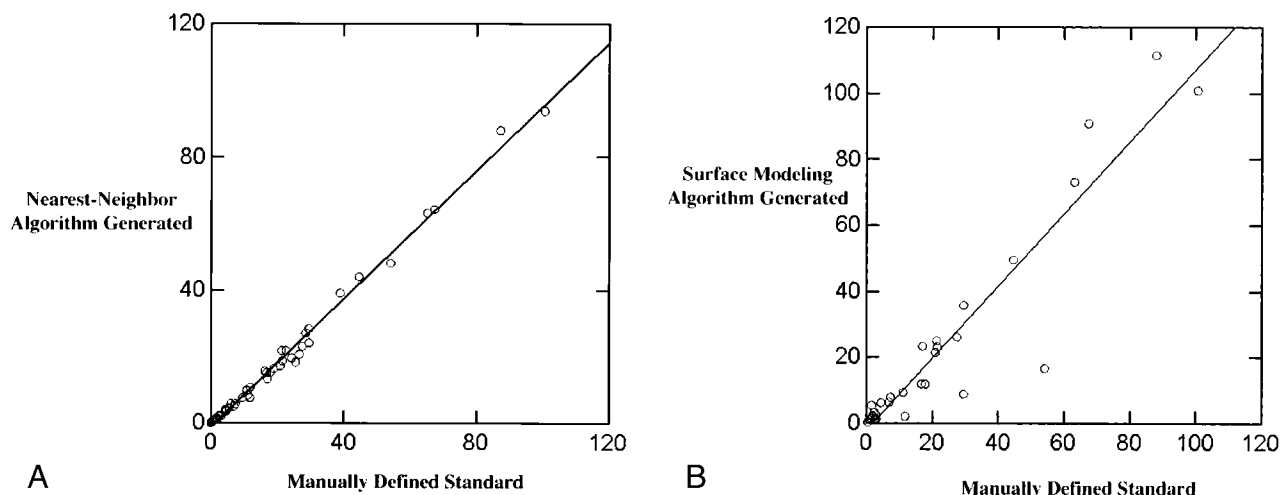 120
80
40
0
Nearest-Neighbor
Algorithm Generated
0 40 80 120
Manually Defined Standard
A
120
100
80
60
40
20
0
Surface Modeling
Algorithm Generated
0 20 40 60 80 100 120
Manually Defined Standard
B